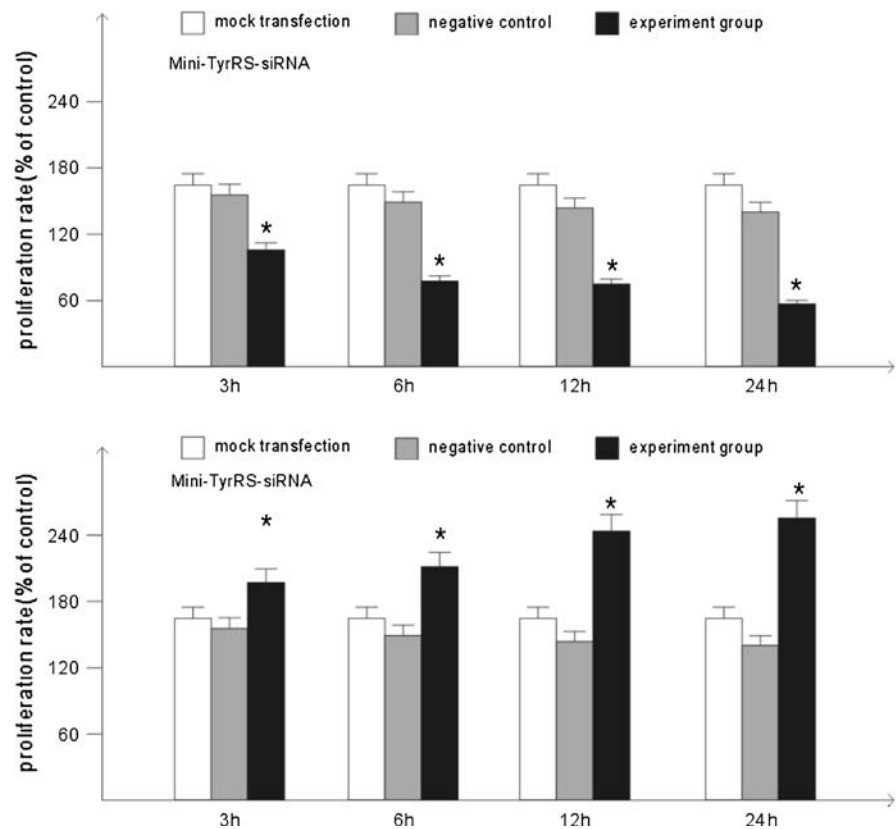 mock transfection negative control experiment group
Mini-TyrRS-siRNA
240
180
120
60
proliferation rate(% of control)
3h 6h 12h 24h
mock transfection negative control experiment group
Mini-TyrRS-siRNA
240
180
120
60
proliferation rate(% of control)
3h 6h 12h 24h
* * * *
* * * *